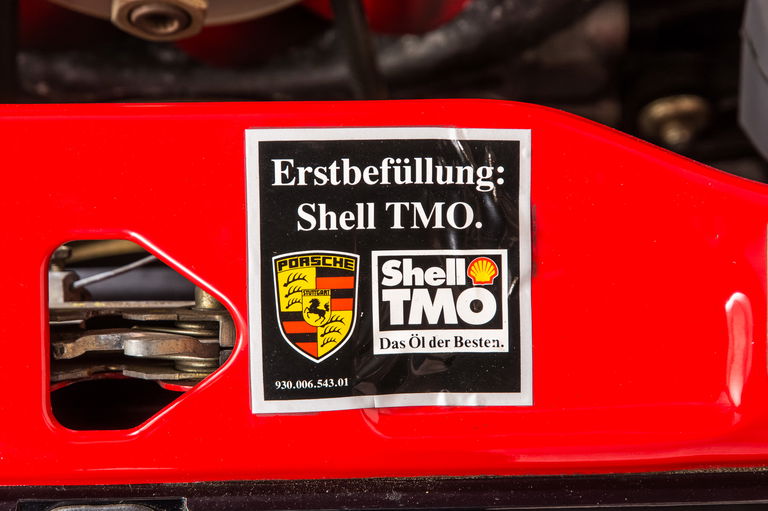 Erstbefüllung:
Shell TMO.
PORSCHE
STUTTGART
Shell
TMO
Das Öl der Besten.
930.006.543.01